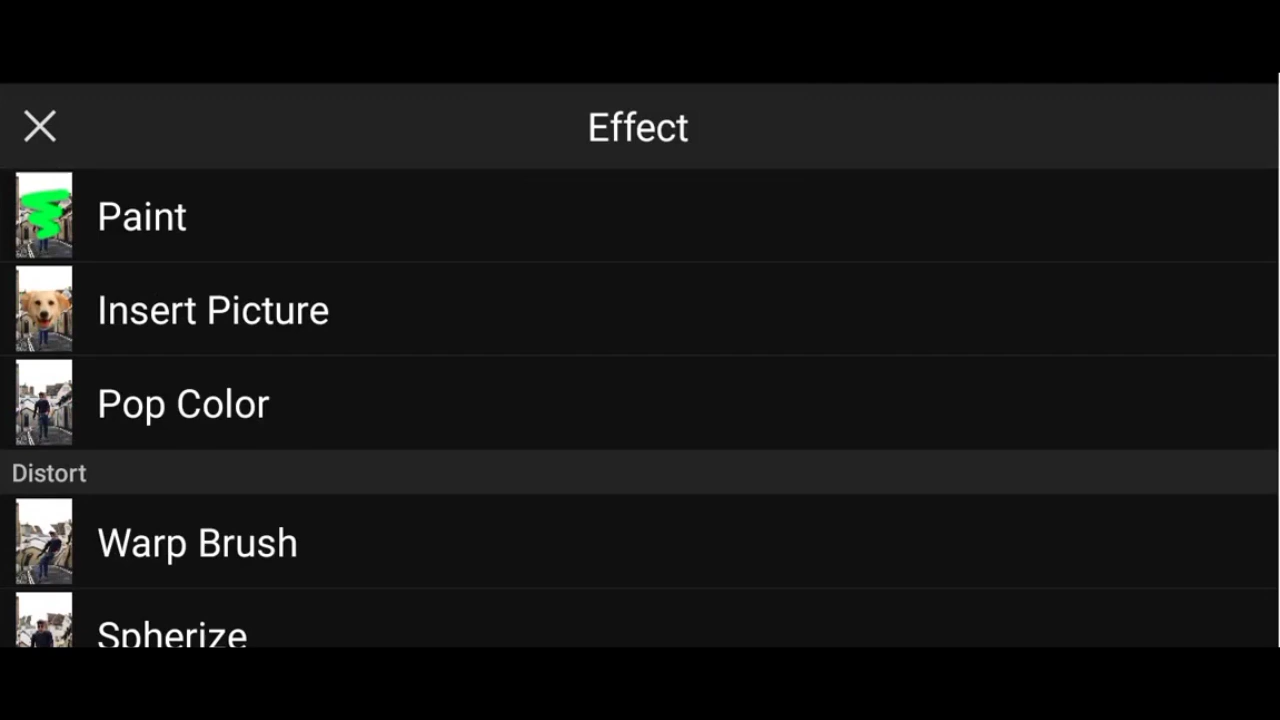 Effect
Paint
Insert Picture
Pop Color
Distort
Warp Brush
Spherize